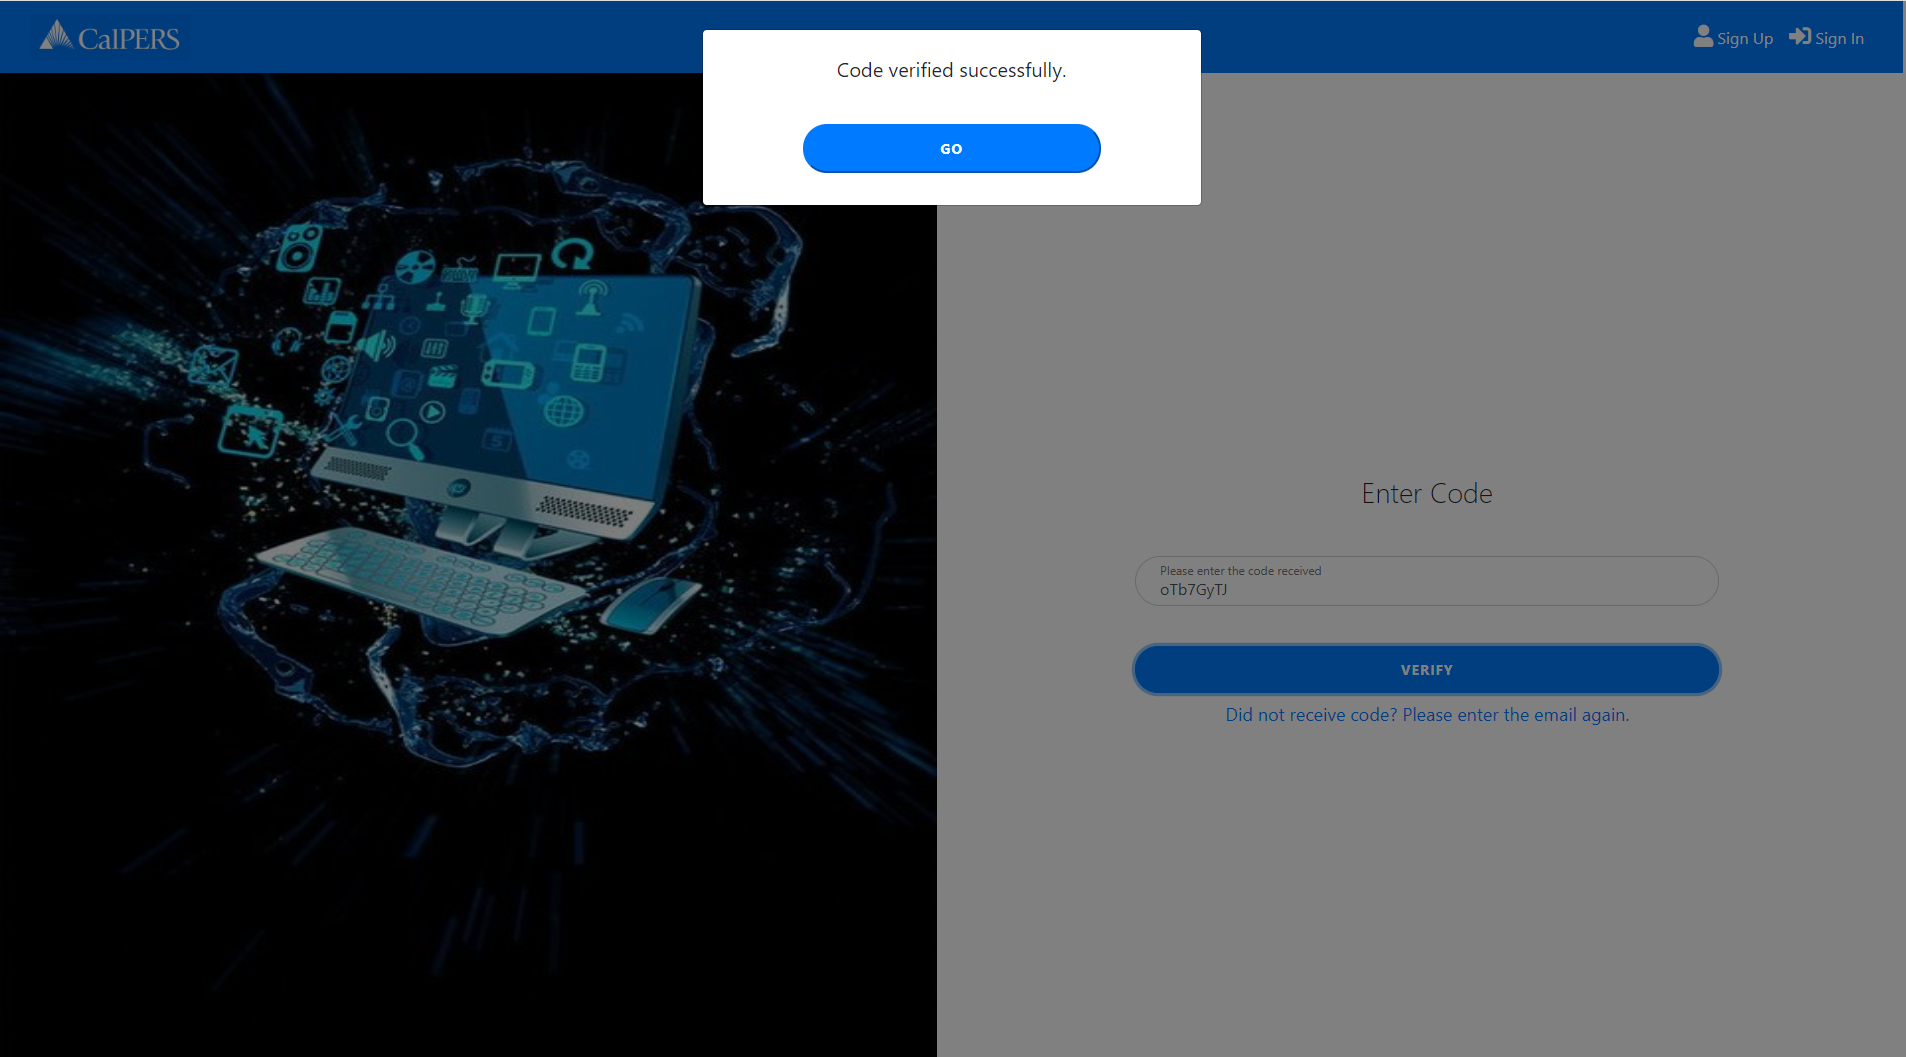 CalPERS
Sign Up
Sign In
Code verified successfully.
GO
Enter Code
Please enter the code received
oTb7GyTJ
VERIFY
Did not receive code? Please enter the email again.